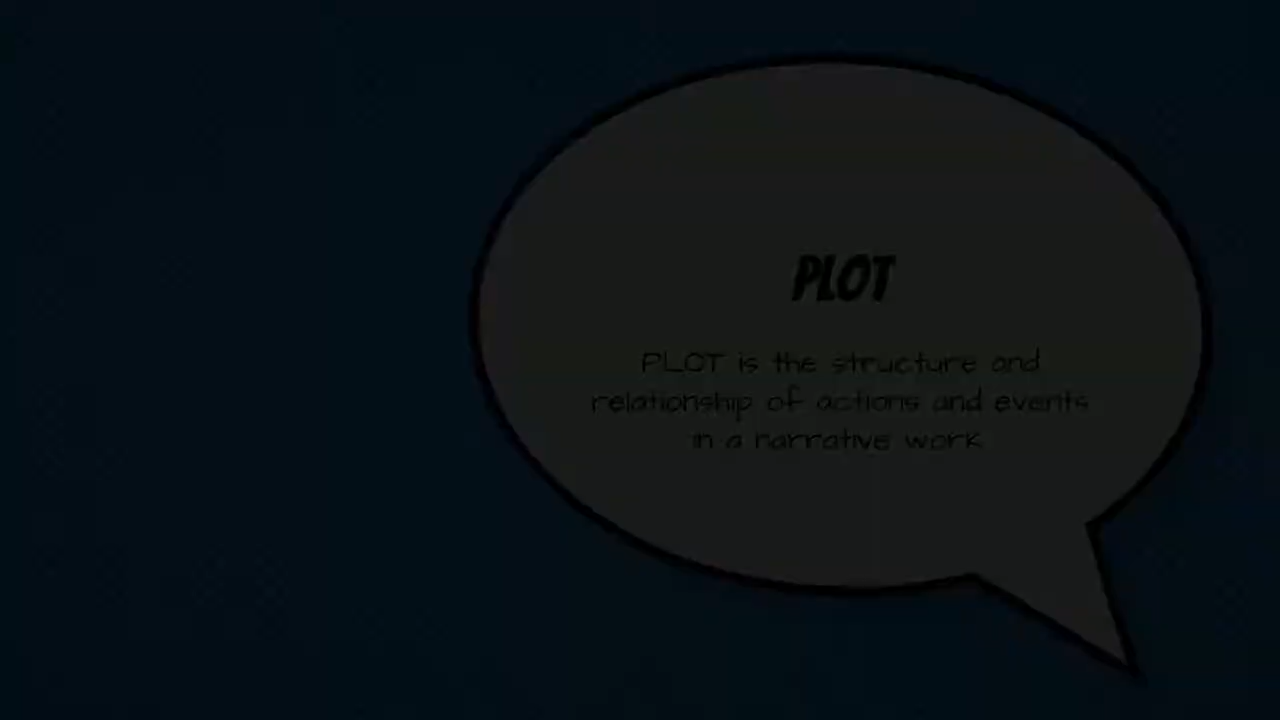 PLOT
PLOT is the structure and
relationship of actions and events
in a narrative work